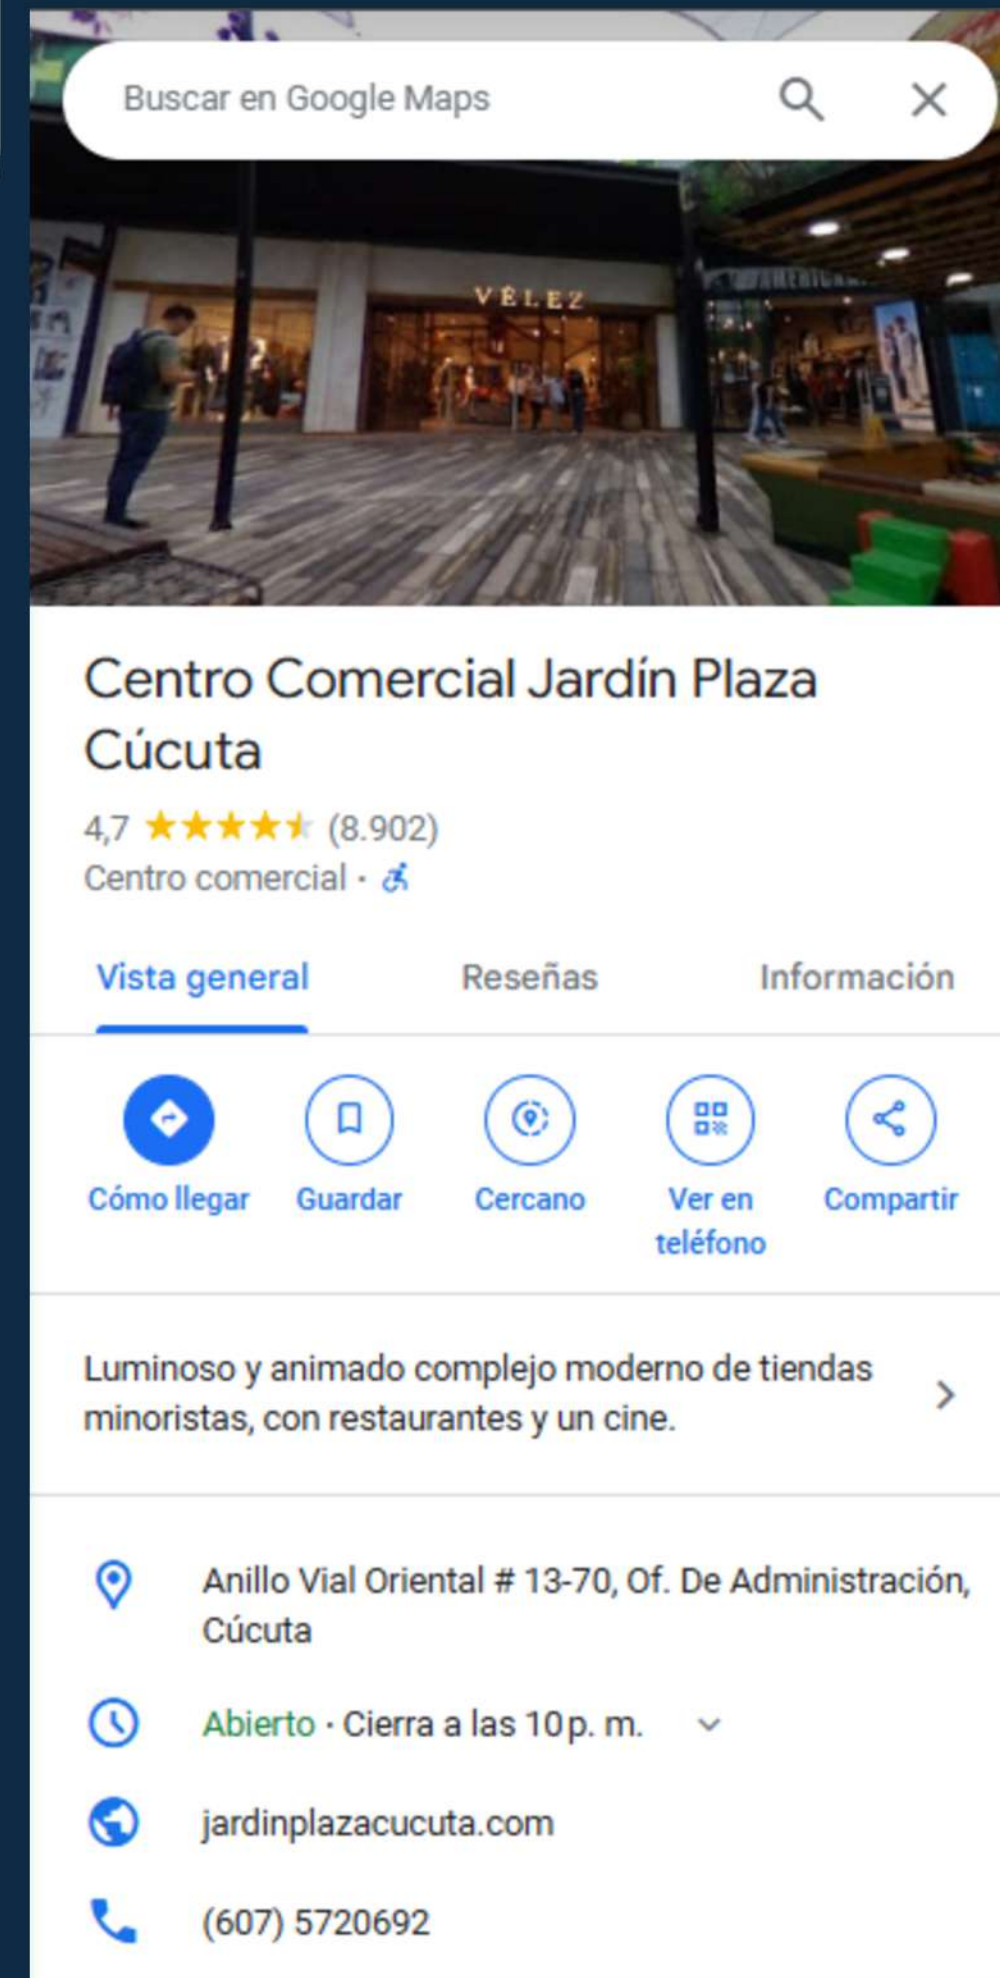 Buscar en Google Maps
VÉLEZ
Centro Comercial Jardín Plaza
Cúcuta
4,7 (8.902)
Centro comercial ·
Vista general Reseñas Información
Cómo llegar Guardar Cercano Ver en teléfono Compartir
Luminoso y animado complejo moderno de tiendas
minoristas, con restaurantes y un cine.
Anillo Vial Oriental # 13-70, Of. De Administración,
Cúcuta
Abierto · Cierra a las 10 p. m.
jardinplazacucuta.com
(607) 5720692